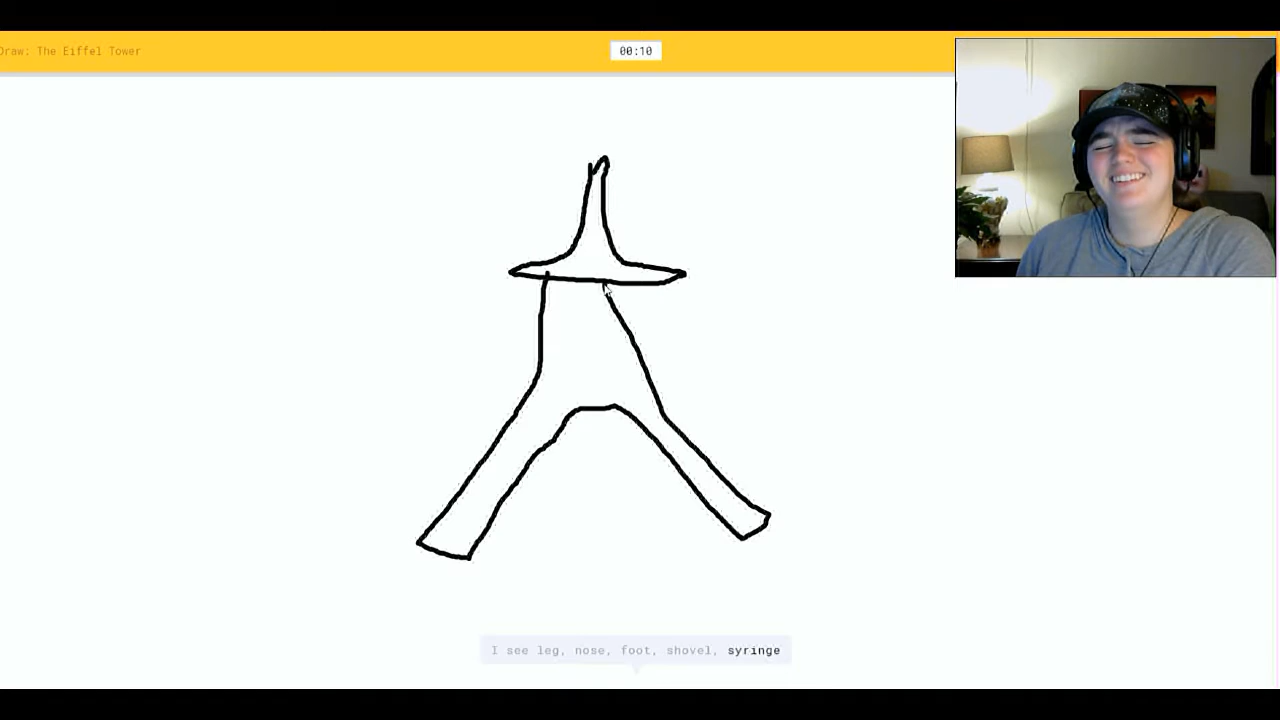 Draw: The Eiffel Tower
00:10
I see leg, nose, foot, shovel, syringe